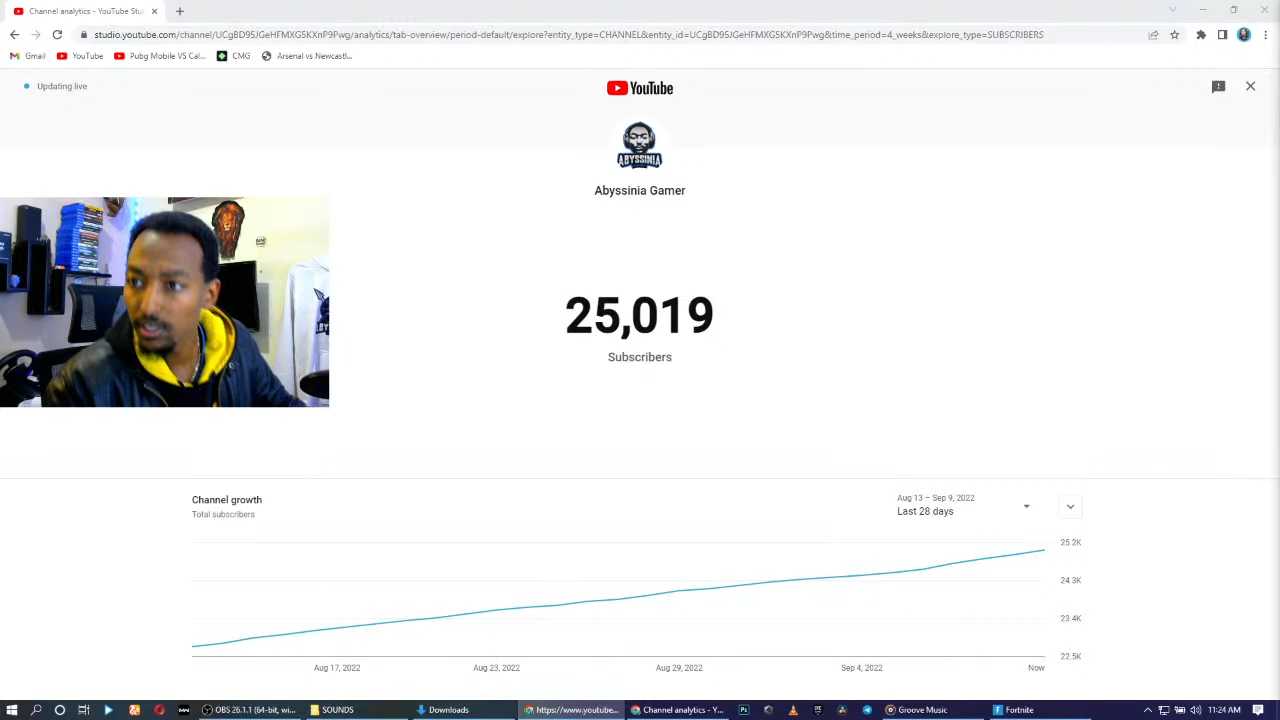 Channel analytics - YouTube Stu
studio.youtube.com/channel/UCgBD95JGeHFMXG5KXnP9Pwg/analytics/tab-overview/period-default/explore?entity_type=CHANNEL&entity_id=UCgBD95JGeHFMXG5KXnP9Pwg&time_period=4_weeks&explore_type=SUBSCRIBERS
Gmail YouTube Pubg Mobile VS Cal... CMG Arsenal vs Newcastl...
Updating live
YouTube
ABYSSINIA
Abyssinia Gamer
25,019
Subscribers
Channel growth
Total subscribers
Aug 13 – Sep 9, 2022
Last 28 days
25.2K
24.3K
23.4K
22.5K
Aug 17, 2022 Aug 23, 2022 Aug 29, 2022 Sep 4, 2022 Now
OBS 26.1.1 (64-bit, wi... SOUNDS Downloads https://www.youtube... Channel analytics - Y... Ps Groove Music Fortnite 11:24 AM